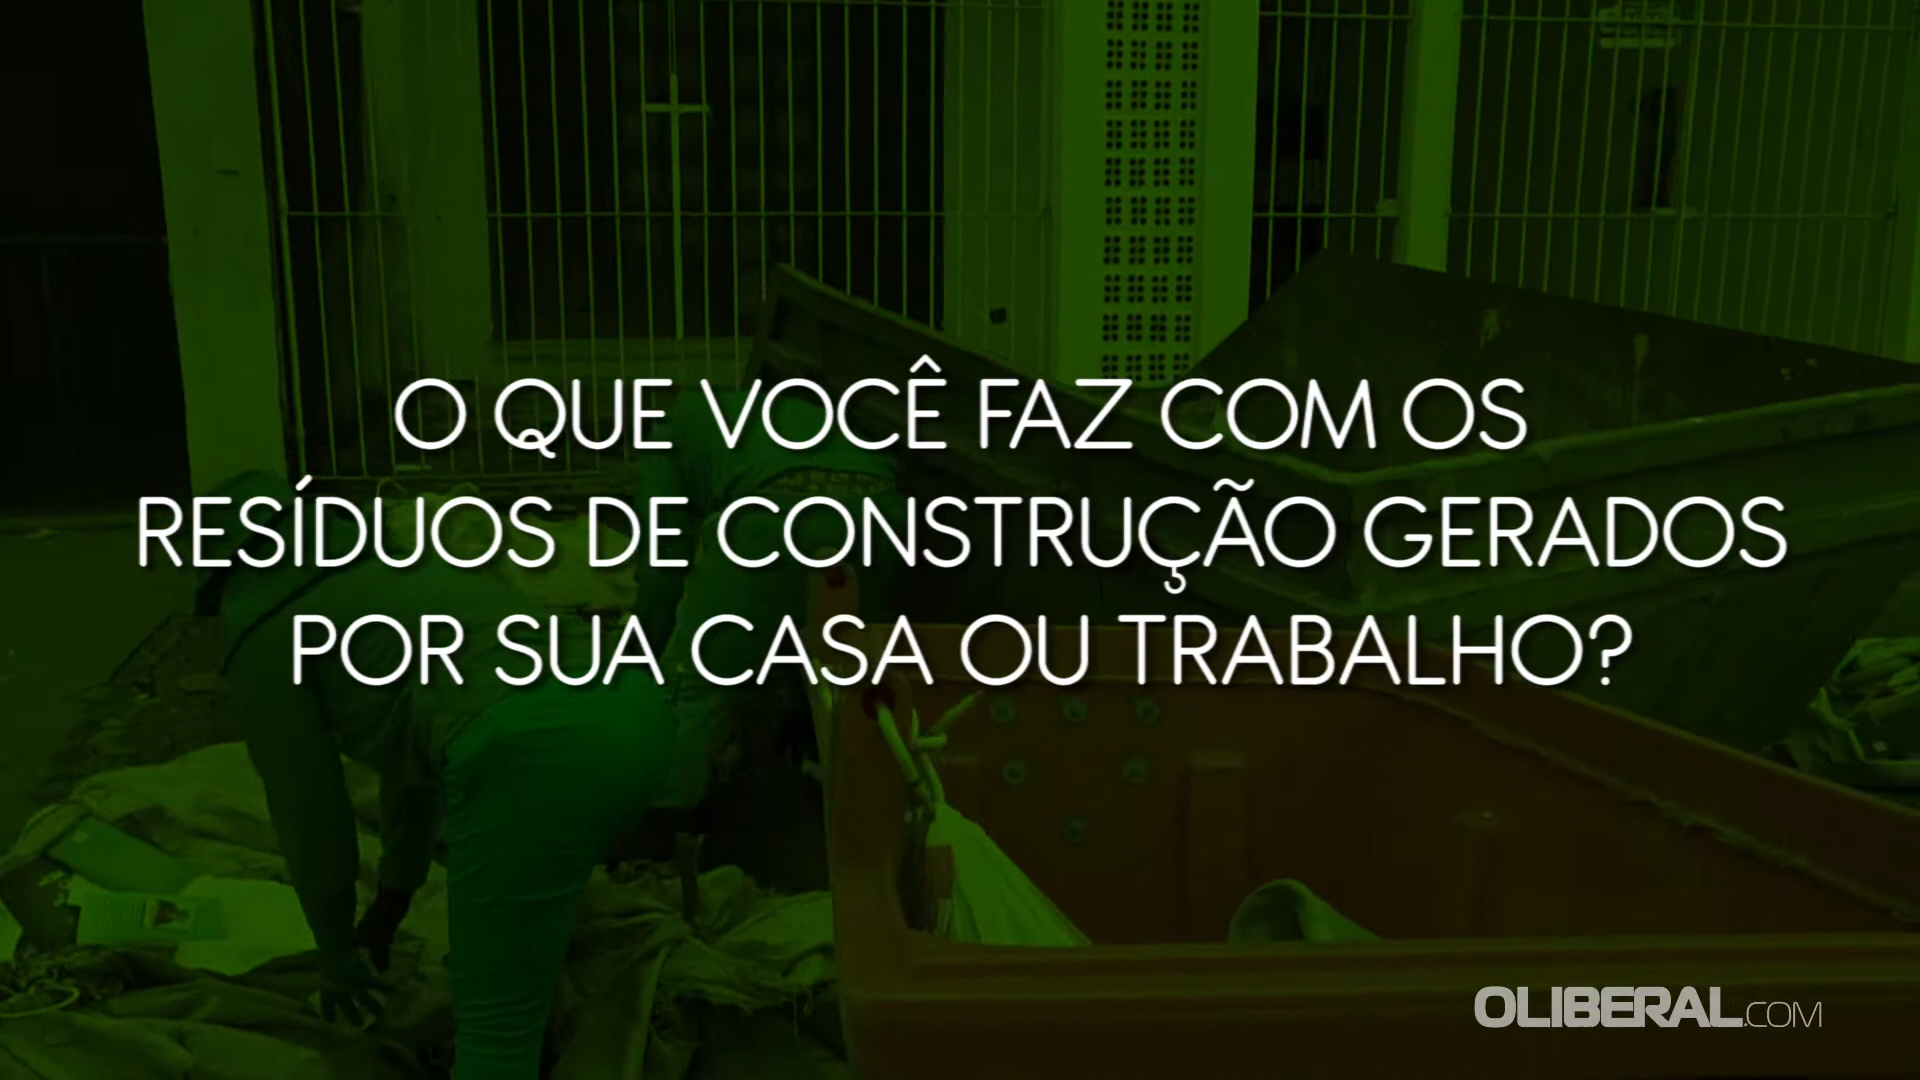 O QUE VOCÊ FAZ COM OS
RESÍDUOS DE CONSTRUÇÃO GERADOS
POR SUA CASA OU TRABALHO?
OLIBERAL.COM